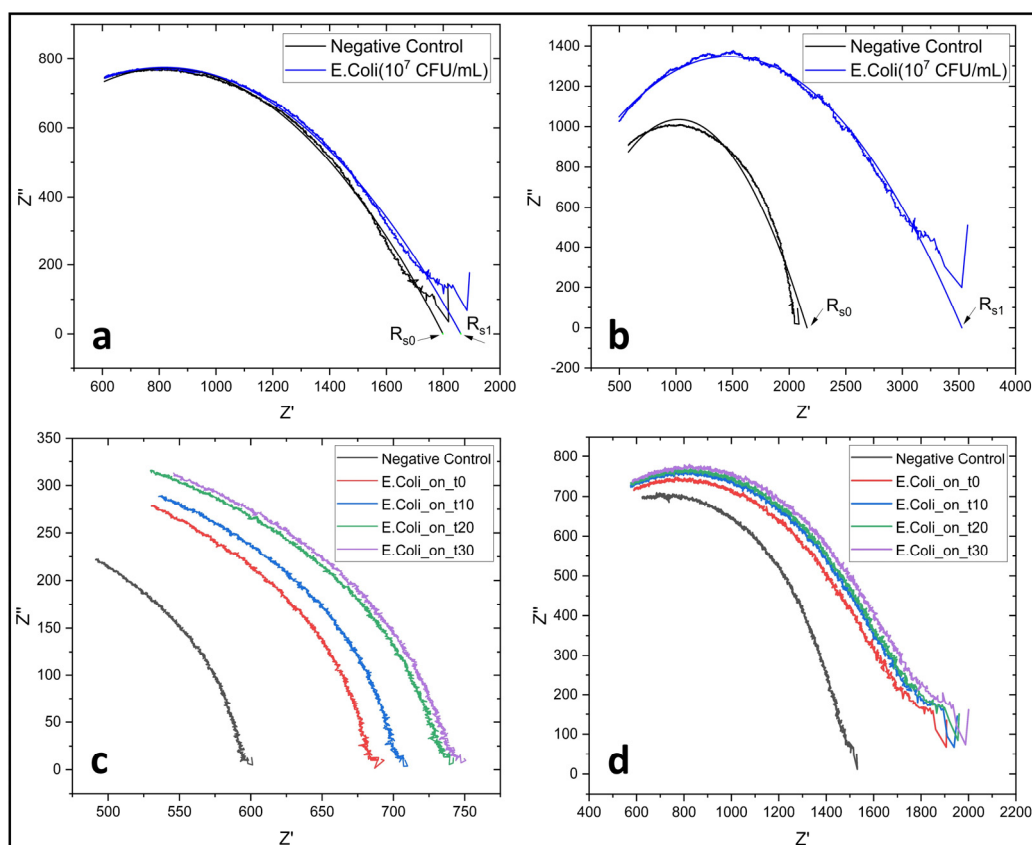 Negative Control
E.Coli(10⁷ CFU/mL)
800
600
400
200
0
Z''
a
Rs0
Rs1
600 800 1000 1200 1400 1600 1800 2000
Z'
Negative Control
E.Coli(10⁷ CFU/mL)
1400
1200
1000
800
600
400
200
0
-200
Z''
b
Rs0
Rs1
500 1000 1500 2000 2500 3000 3500 4000
Z'
Negative Control
E.Coli_on_t0
E.Coli_on_t10
E.Coli_on_t20
E.Coli_on_t30
350
300
250
200
150
100
50
0
Z''
c
500 550 600 650 700 750
Z'
Negative Control
E.Coli_on_t0
E.Coli_on_t10
E.Coli_on_t20
E.Coli_on_t30
800
700
600
500
400
300
200
100
0
Z''
d
400 600 800 1000 1200 1400 1600 1800 2000 2200
Z'